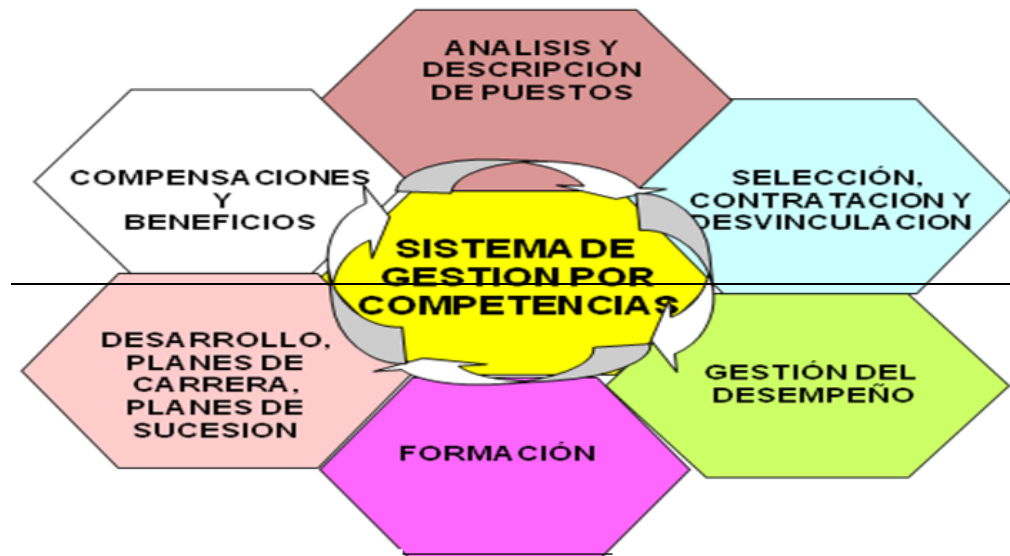 ANALISIS Y
DESCRIPCION
DE PUESTOS
COMPENSACIONES
Y
BENEFICIOS
SELECCIÓN,
CONTRATACION Y
DESVINCULACION
SISTEMA DE
GESTION POR
COMPETENCIAS
DESARROLLO,
PLANES DE
CARRERA,
PLANES DE
SUCESION
GESTIÓN DEL
DESEMPEÑO
FORMACIÓN